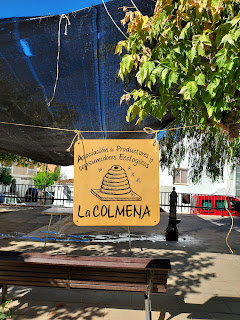 Asociación de Productores y
consumidores Ecológicos
La COLMENA